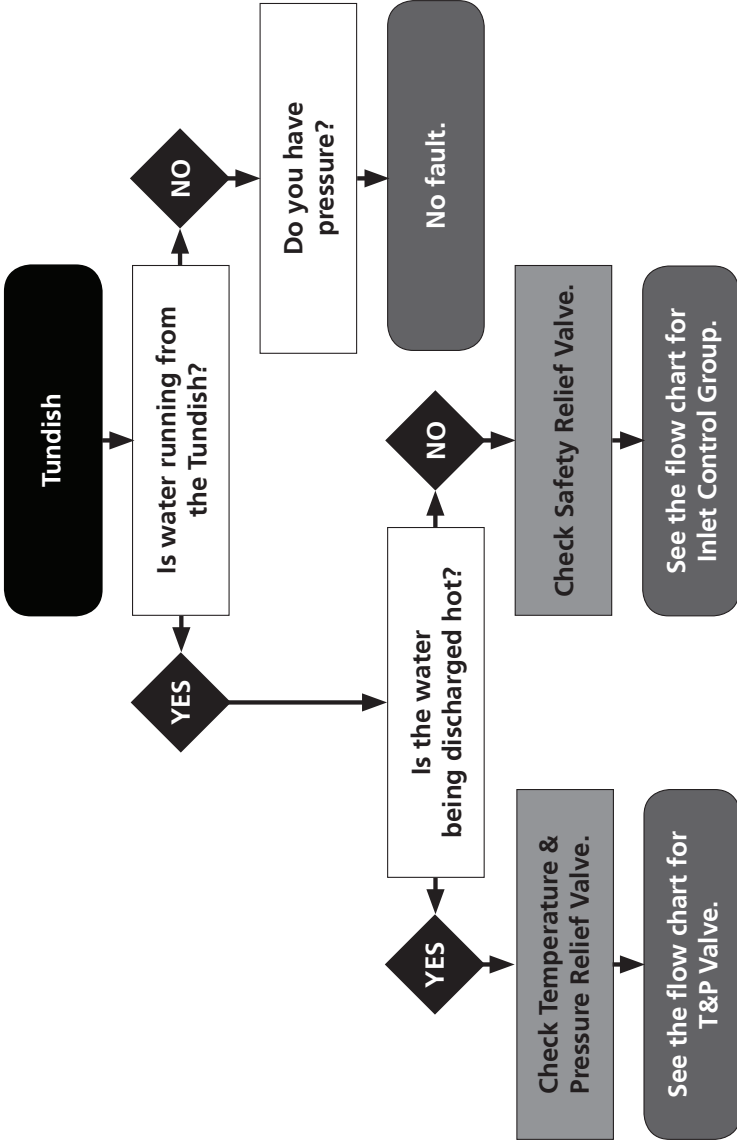 Tundish
Is water running from
the Tundish?
YES
NO
Do you have
pressure?
No fault.
Is the water
being discharged hot?
YES
NO
Check Temperature &
Pressure Relief Valve.
See the flow chart for
T&P Valve.
Check Safety Relief Valve.
See the flow chart for
Inlet Control Group.